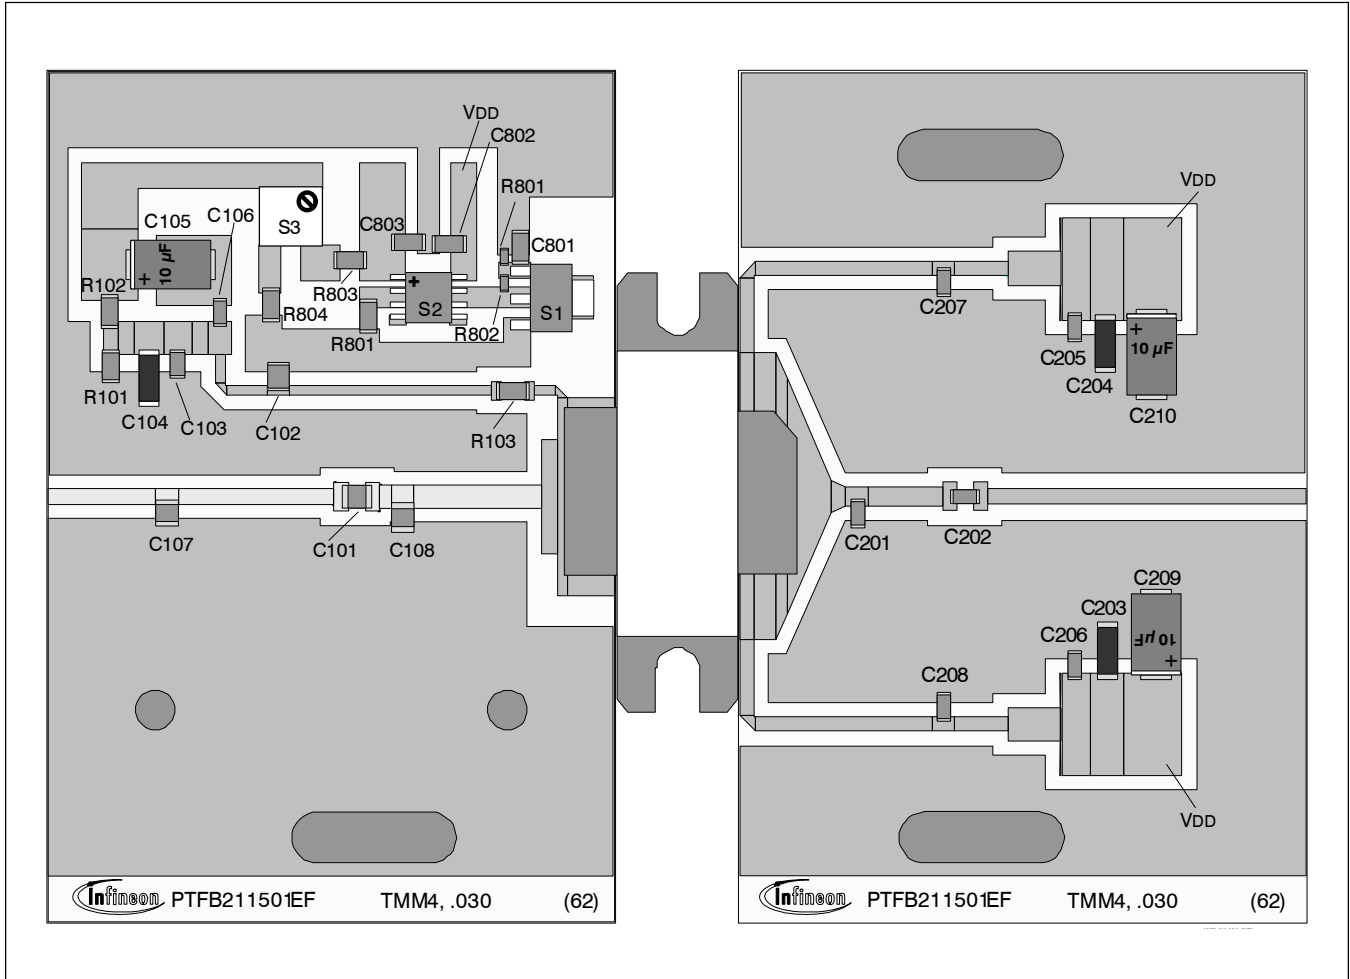 VDD
C802
R801
C105
C106
C803
S3
C801
VDD
10 µF
+
R102
R803
+
S2
S1
R804
R802
R801
C207
C205
+
10 µF
C204
R101
C104
C103
C102
R103
C210
C107
C101
C108
C201
C202
C209
C203
C206
10 µF
+
C208
VDD
Infineon PTFB211501EF TMM4, .030 (62)
Infineon PTFB211501EF TMM4, .030 (62)